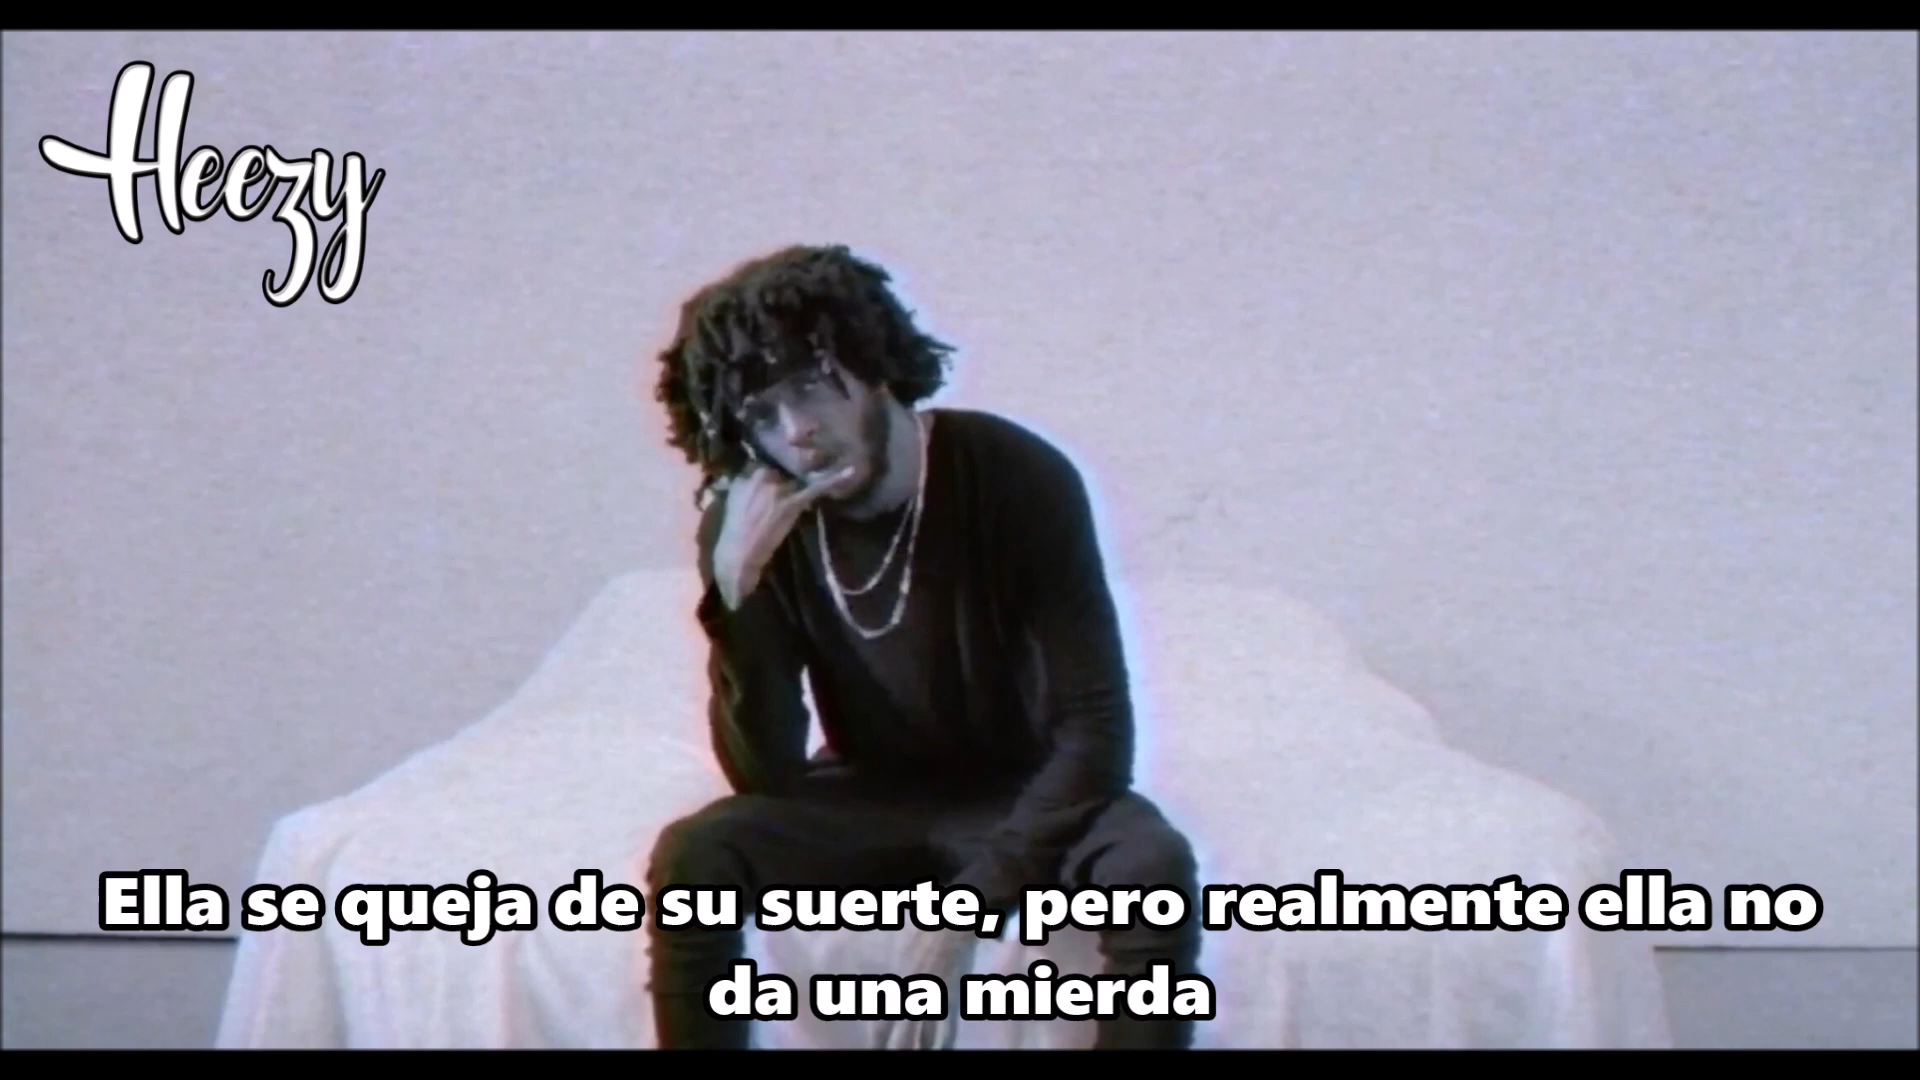 Heezy
Ella se queja de su suerte, pero realmente ella no
da una mierda